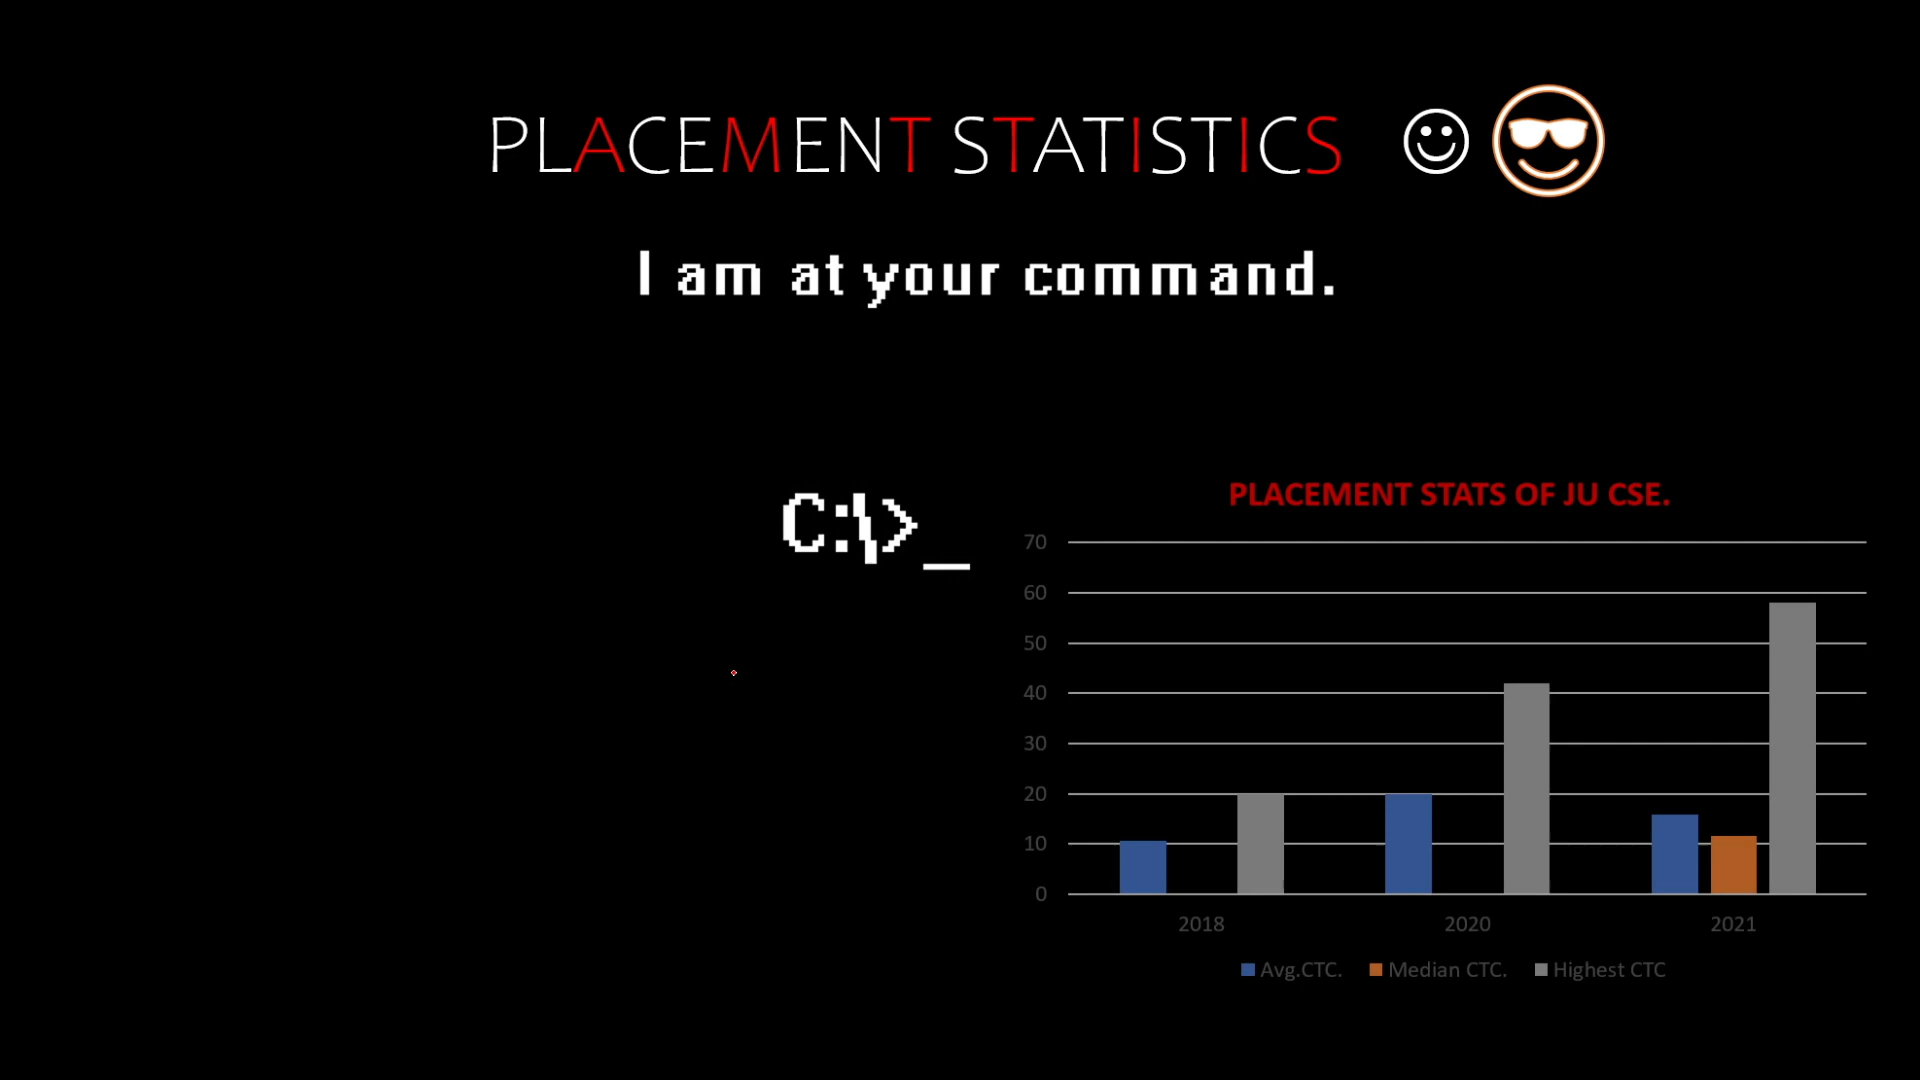 PLACEMENT STATISTICS
I am at your command.
C:\>_
PLACEMENT STATS OF JU CSE.
70
60
50
40
30
20
10
0
2018 2020 2021
Avg.CTC. Median CTC. Highest CTC